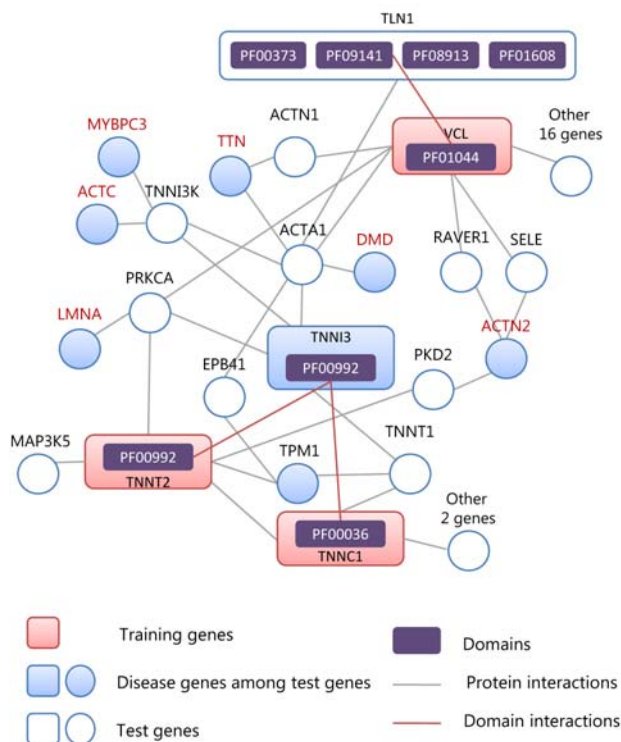 TLN1
PF00373 PF09141 PF08913 PF01608
MYBPC3
TTN
ACTN1
VCL
PF01044
Other
16 genes
ACTC
TNNI3K
ACTA1
DMD
RAVER1
SELE
PRKCA
LMNA
ACTN2
TNNI3
PF00992
EPB41
PKD2
MAP3K5
PF00992
TNNT2
TPM1
TNNT1
Other
2 genes
PF00036
TNNC1
Training genes
Domains
Disease genes among test genes
Protein interactions
Test genes
Domain interactions